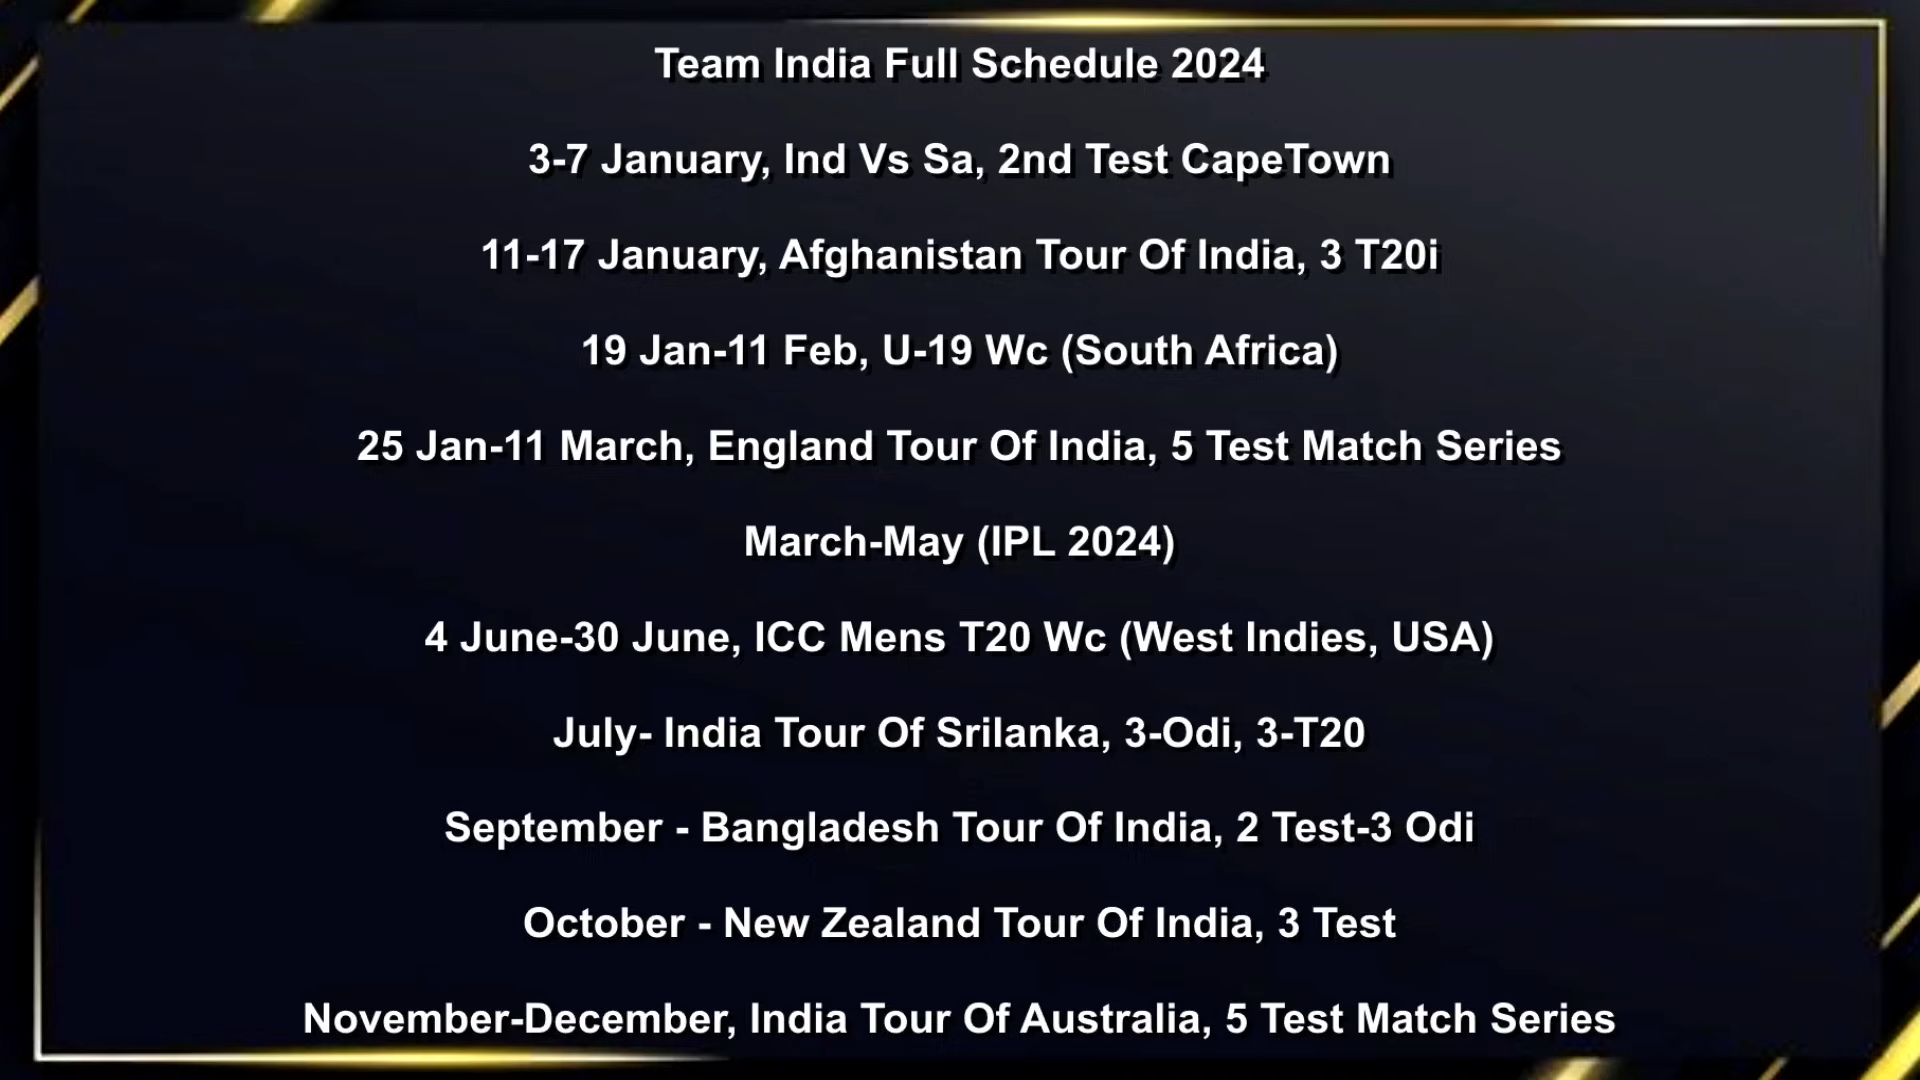 Team India Full Schedule 2024
3-7 January, Ind Vs Sa, 2nd Test CapeTown
11-17 January, Afghanistan Tour Of India, 3 T20i
19 Jan-11 Feb, U-19 Wc (South Africa)
25 Jan-11 March, England Tour Of India, 5 Test Match Series
March-May (IPL 2024)
4 June-30 June, ICC Mens T20 Wc (West Indies, USA)
July- India Tour Of Srilanka, 3-Odi, 3-T20
September - Bangladesh Tour Of India, 2 Test-3 Odi
October - New Zealand Tour Of India, 3 Test
November-December, India Tour Of Australia, 5 Test Match Series